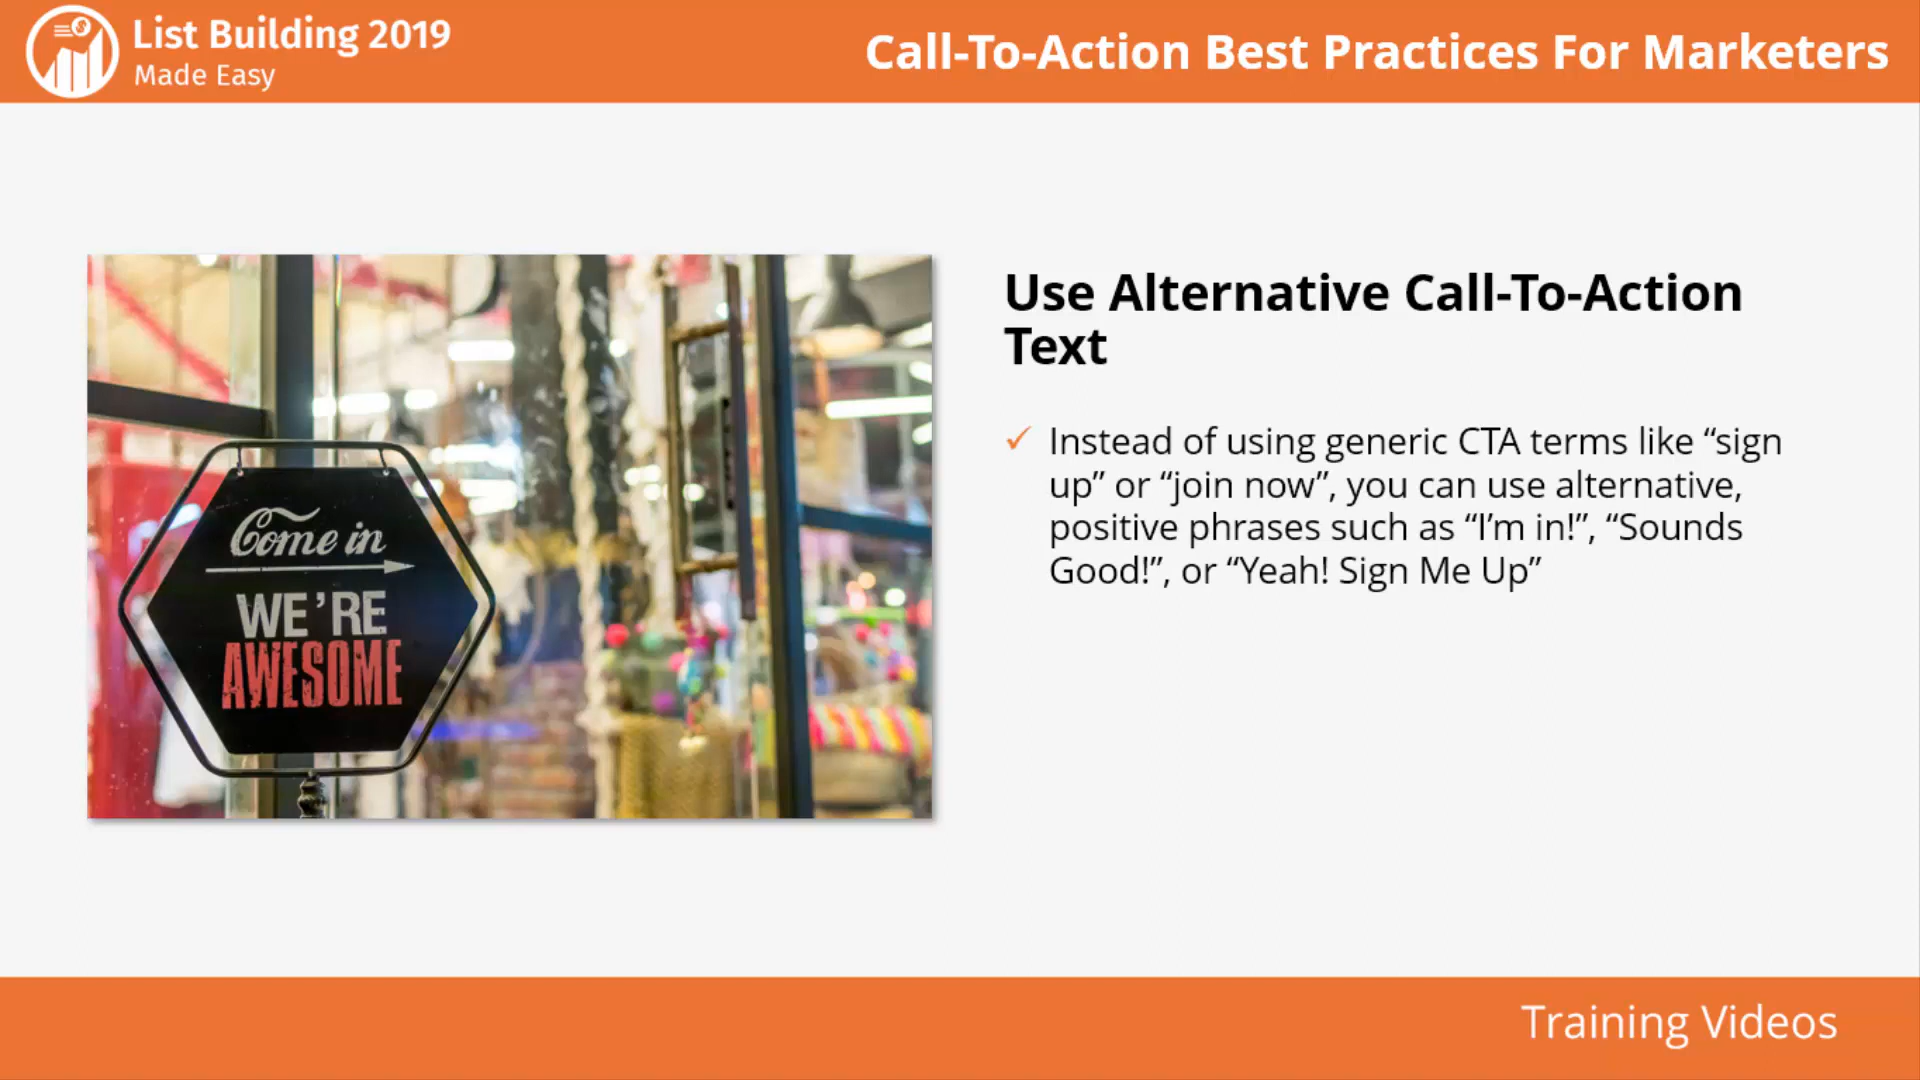 List Building 2019
Made Easy
Call-To-Action Best Practices For Marketers
Come in
WE'RE
AWESOME
Use Alternative Call-To-Action
Text
✓ Instead of using generic CTA terms like “sign
up” or “join now”, you can use alternative,
positive phrases such as “I’m in!”, “Sounds
Good!”, or “Yeah! Sign Me Up”
Training Videos